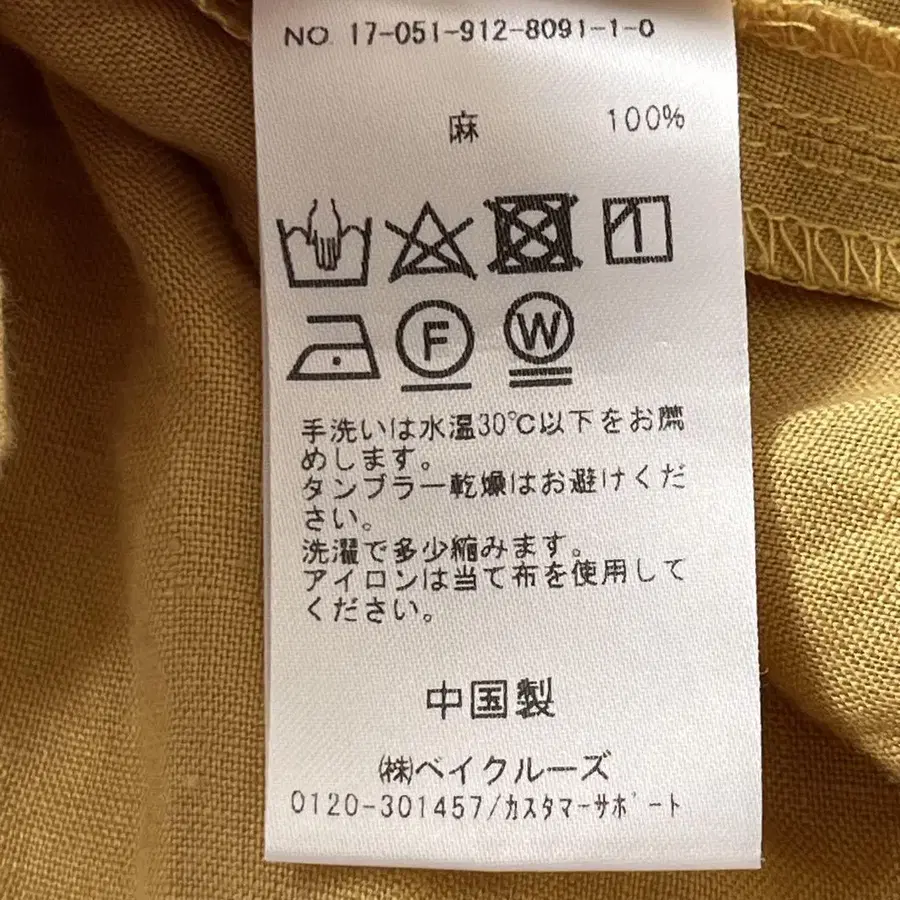 NO 17-051-912-8091-1-0
麻 100%
F W
手洗いは水温30℃以下をお薦
めします。
タンブラー乾燥はお避けくだ
さい。
洗濯で多少縮みます。
アイロンは当て布を使用して
ください。
中国製
㈱ベイクルーズ
0120-301457/ｶｽﾀﾏｰｻﾎﾟｰﾄ